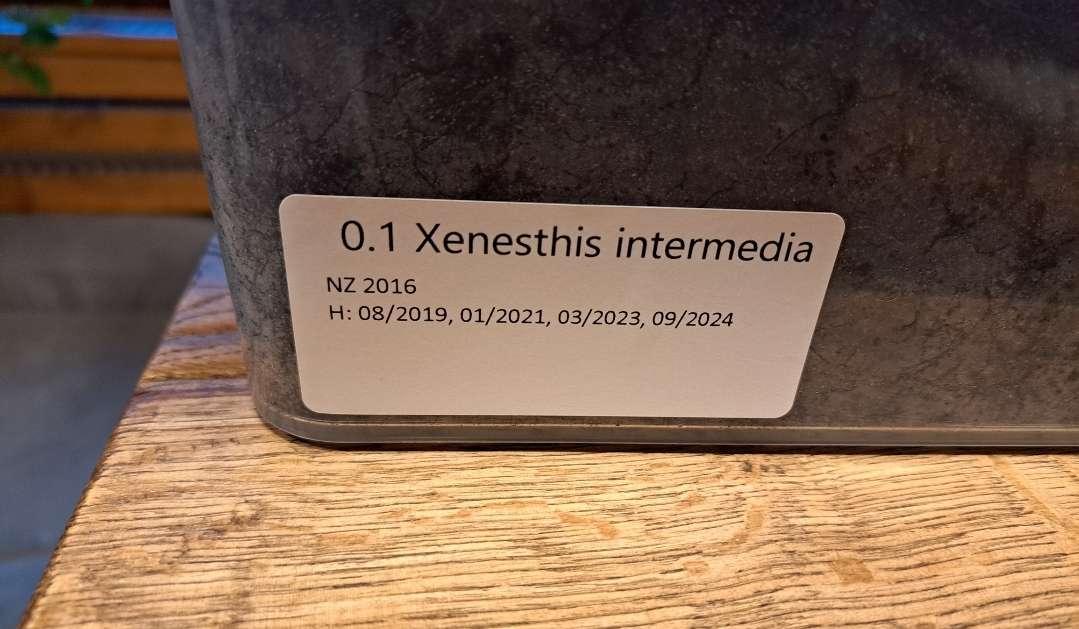 0.1 Xenesthis intermedia
NZ 2016
H: 08/2019, 01/2021, 03/2023, 09/2024